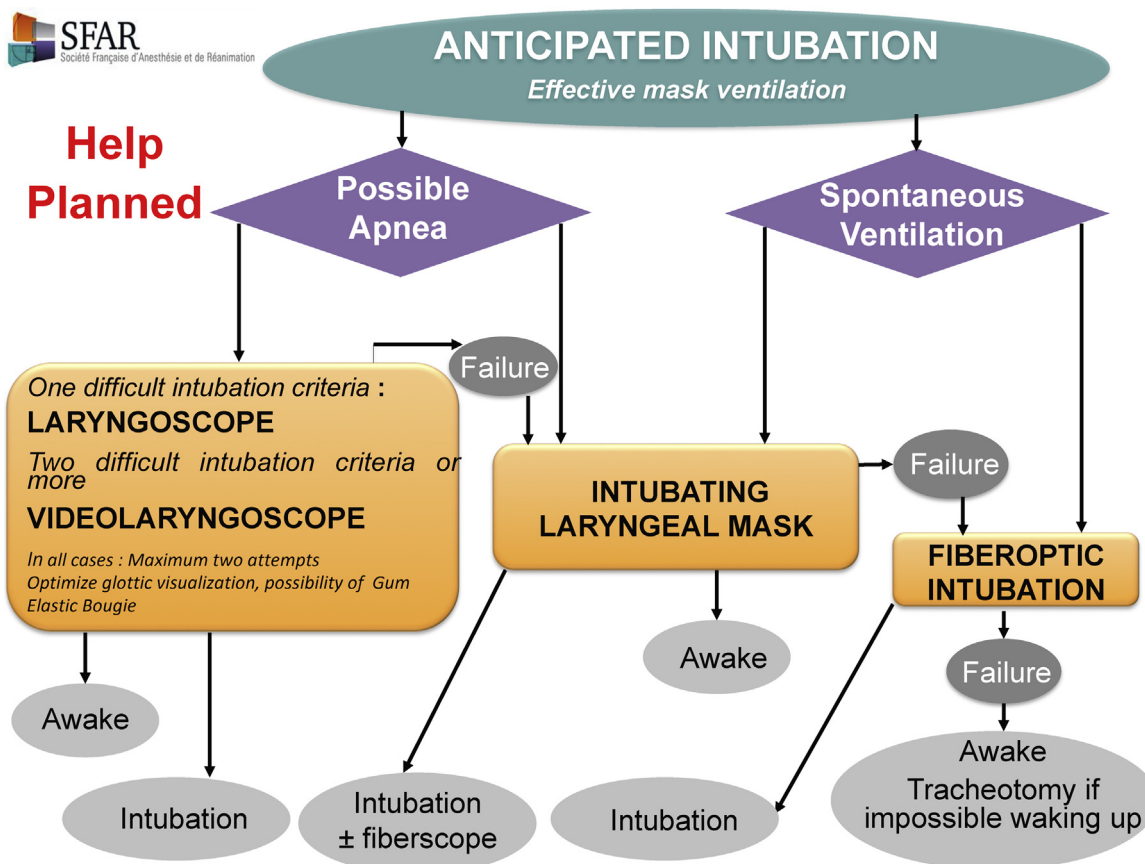 SFAR
Société Française d'Anesthésie et de Réanimation
ANTICIPATED INTUBATION
Effective mask ventilation
Help
Planned
Possible
Apnea
Spontaneous
Ventilation
Failure
One difficult intubation criteria :
LARYNGOSCOPE
Two difficult intubation criteria or
more
VIDEOLARYNGOSCOPE
In all cases : Maximum two attempts
Optimize glottic visualization, possibility of Gum
Elastic Bougie
INTUBATING
LARYNGEAL MASK
Failure
FIBEROPTIC
INTUBATION
Awake
Awake
Failure
Intubation
Intubation
± fiberscope
Intubation
Awake
Tracheotomy if
impossible waking up